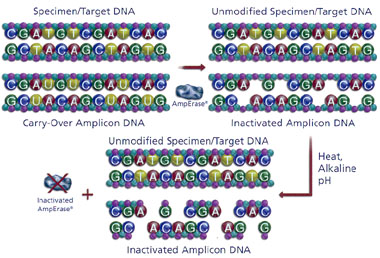 Specimen/Target DNA
CGATGTCGATCAC
GCTACAGCTAGTG
CGAUGUCGAUCAC
GCUACAGCUAGUG
Carry-Over Amplicon DNA
AmpErase®
Unmodified Specimen/Target DNA
CGATGTCGATCAC
GCTACAGCTAGTG
CGA G CGA CAC
GC ACAGC AG G
Inactivated Amplicon DNA
Heat,
Alkaline
pH
Unmodified Specimen/Target DNA
CGATGTCGATCAC
GCTACAGCTAGTG
Inactivated
AmpErase®
+
CGA G CGA CAC
GC ACAGC AG G
Inactivated Amplicon DNA